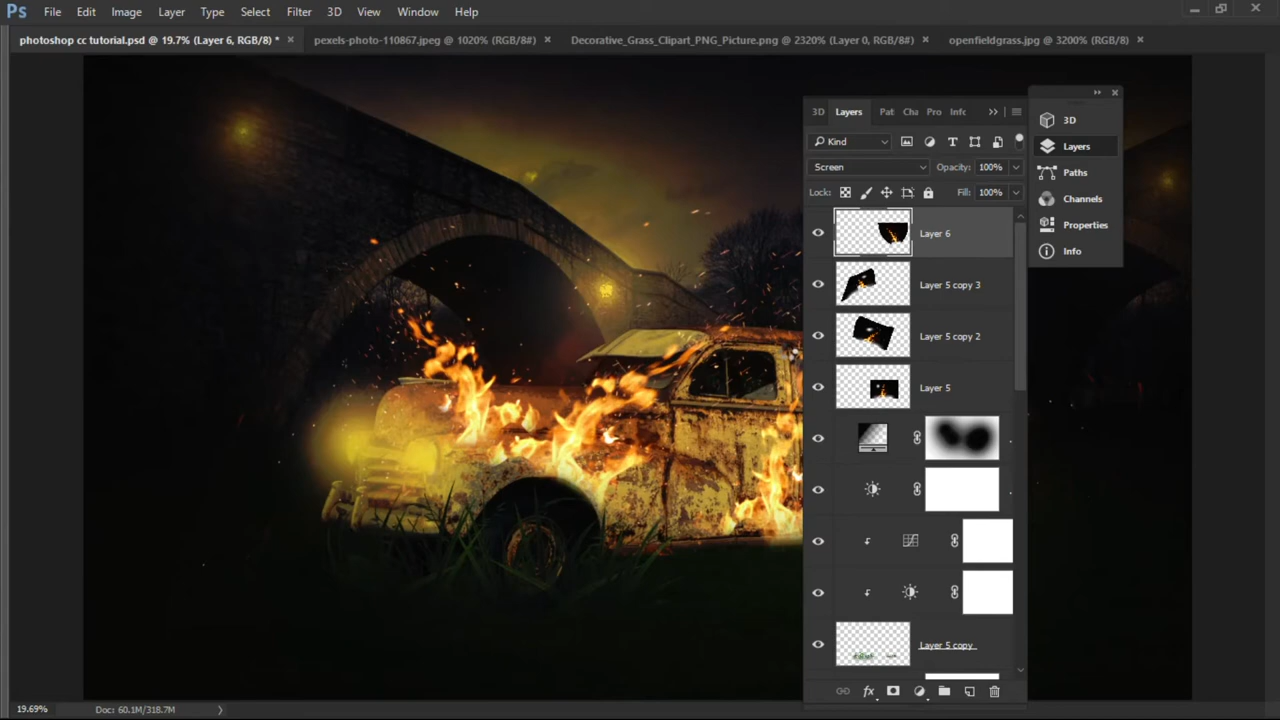 Ps File Edit Image Layer Type Select Filter 3D View Window Help
photoshop cc tutorial.psd @ 19.7% (Layer 6, RGB/8) * × pexels-photo-110867.jpeg @ 1020% (RGB/8#) × Decorative_Grass_Clipart_PNG_Picture.png @ 2320% (Layer 0, RGB/8#) × openfieldgrass.jpg @ 3200% (RGB/8) ×
3D Layers Pat Cha Pro Info
Kind
Screen Opacity: 100%
Lock: Fill: 100%
Layer 6
Layer 5 copy 3
Layer 5 copy 2
Layer 5
Layer 5 copy
3D
Layers
Paths
Channels
Properties
Info
19.69% Doc: 60.1M/318.7M